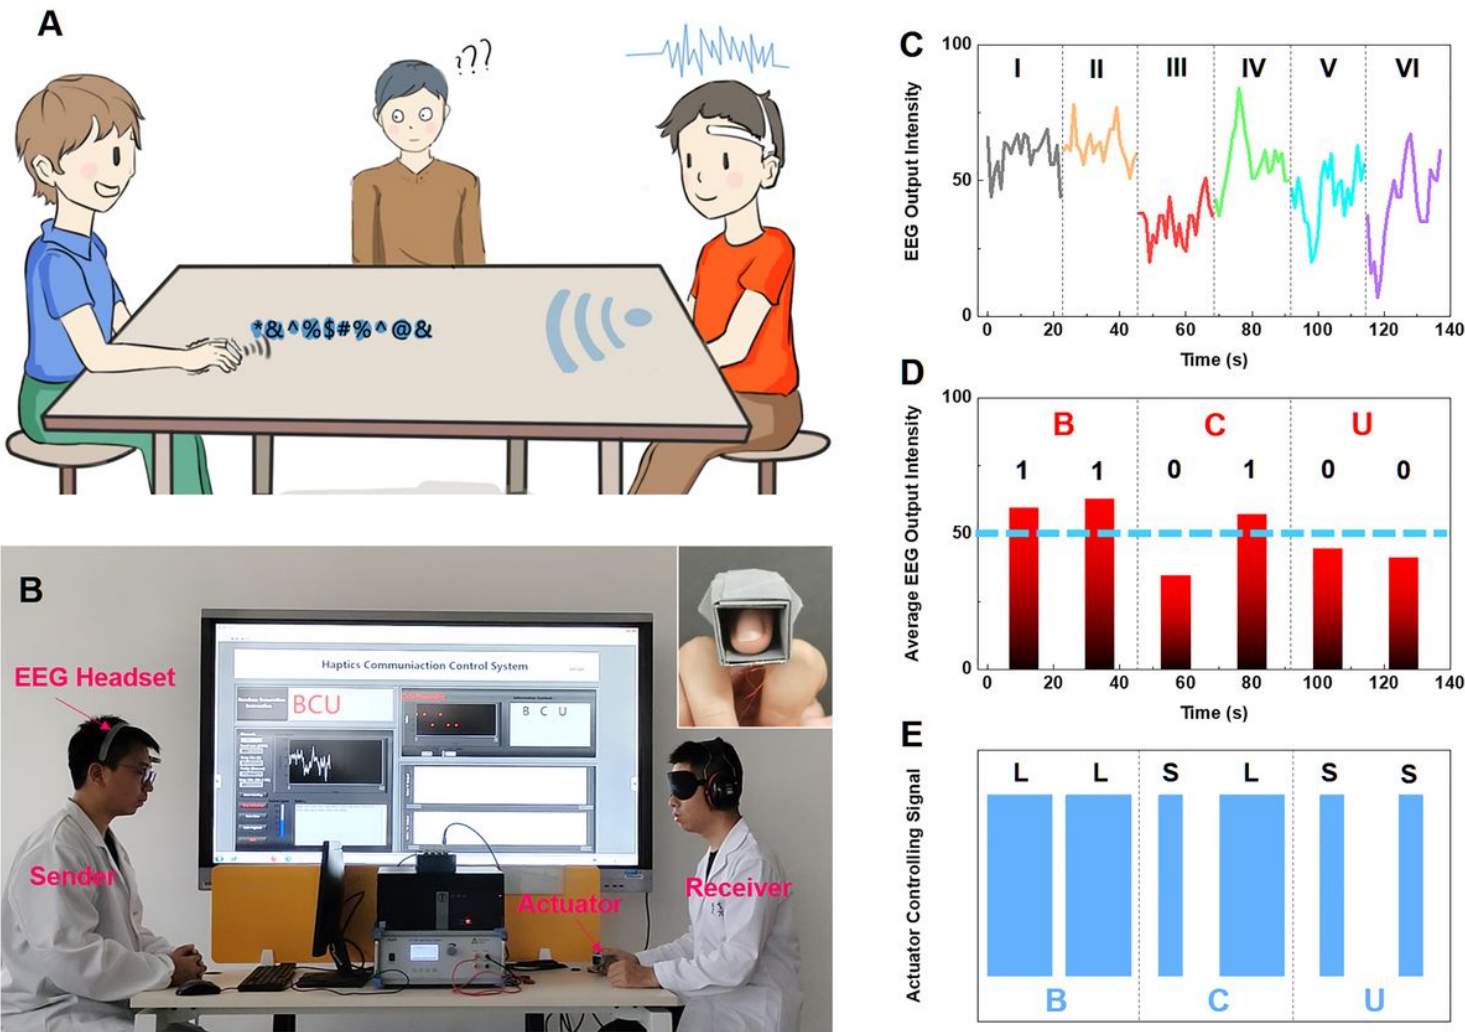 A
???
*&^%$#%^@&
B
EEG Headset
Sender
Actuator
Receiver
Haptics Communiaction Control System
BCU
B C U
C
EEG Output Intensity
100
50
0
I II III IV V VI
0 20 40 60 80 100 120 140
Time (s)
D
Average EEG Output Intensity
100
50
0
B C U
1 1 0 1 0 0
0 20 40 60 80 100 120 140
Time (s)
E
Actuator Controlling Signal
L L S L S S
B C U